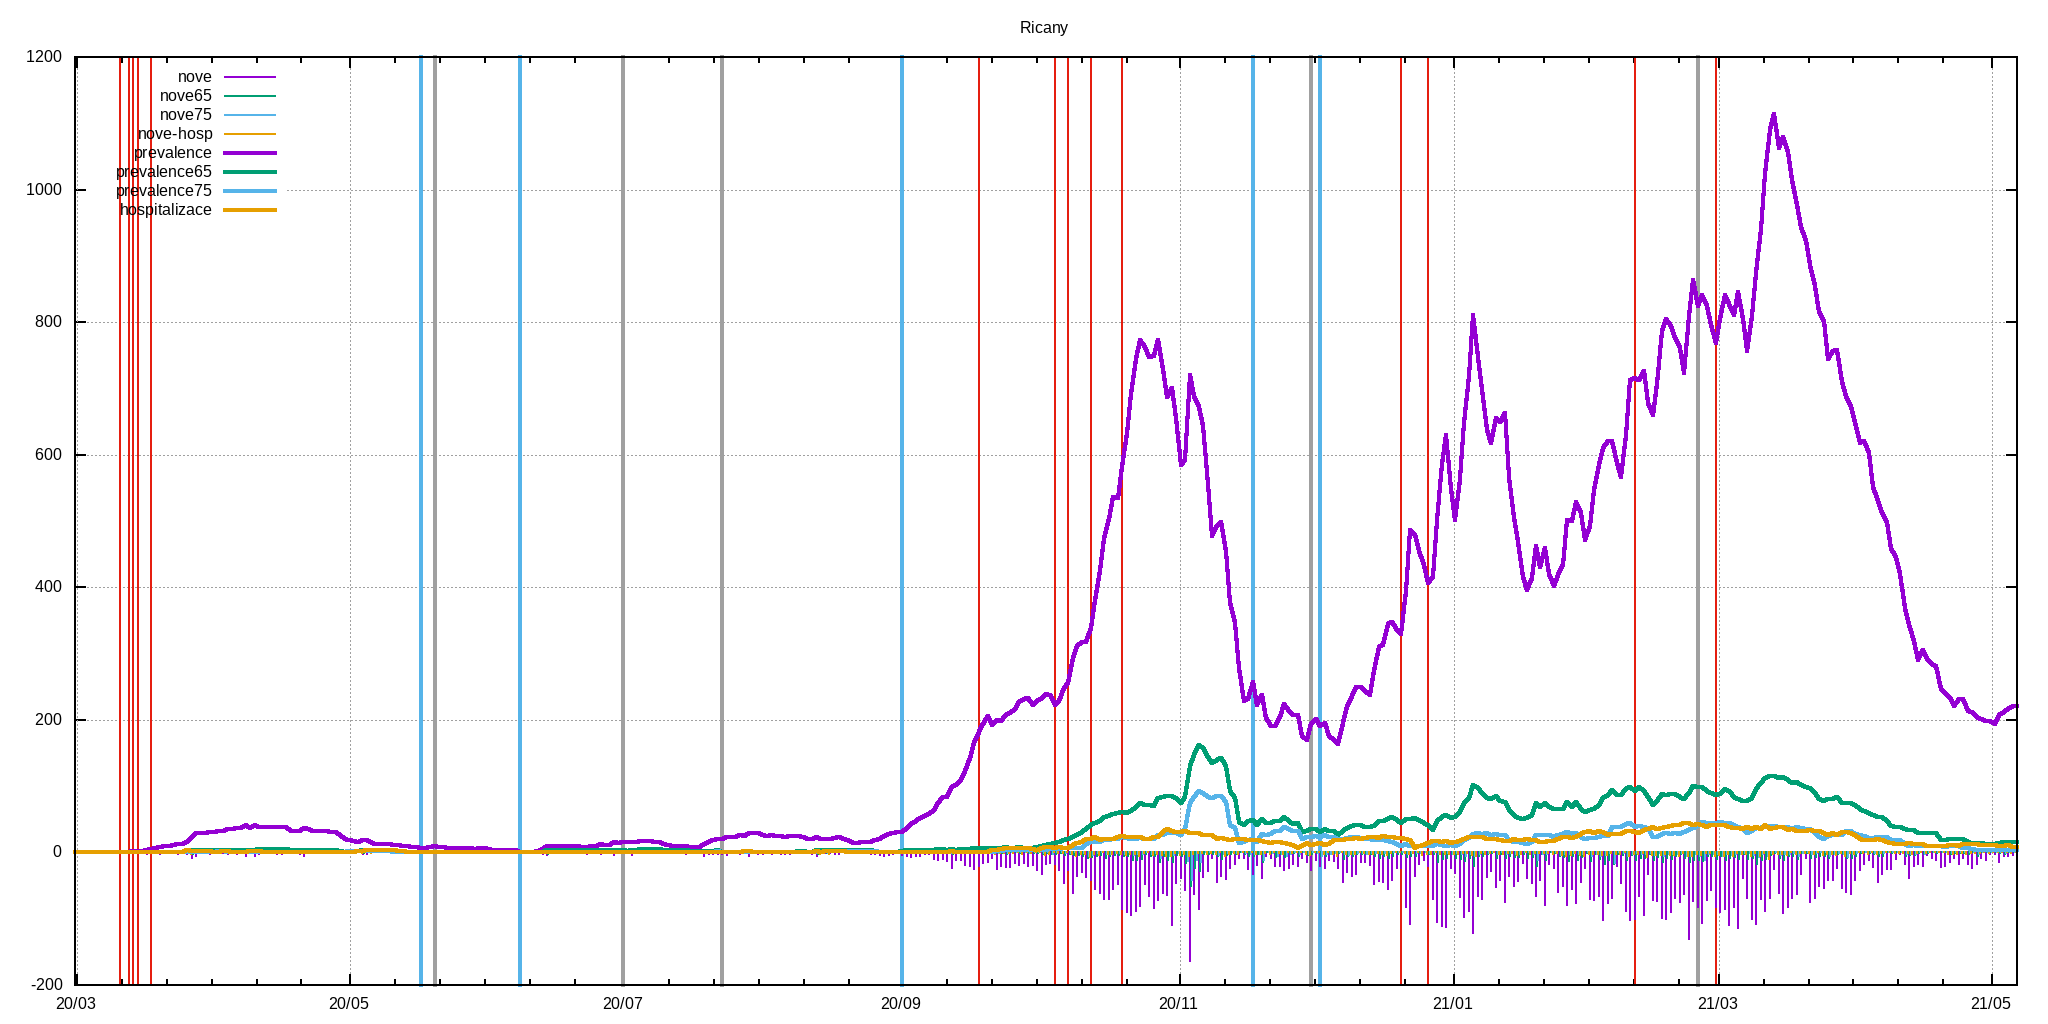 Ricany
1200
nove
nove65
nove75
nove-hosp
prevalence
prevalence65
prevalence75
hospitalizace
1000
800
600
400
200
0
-200
20/03 20/05 20/07 20/09 20/11 21/01 21/03 21/05